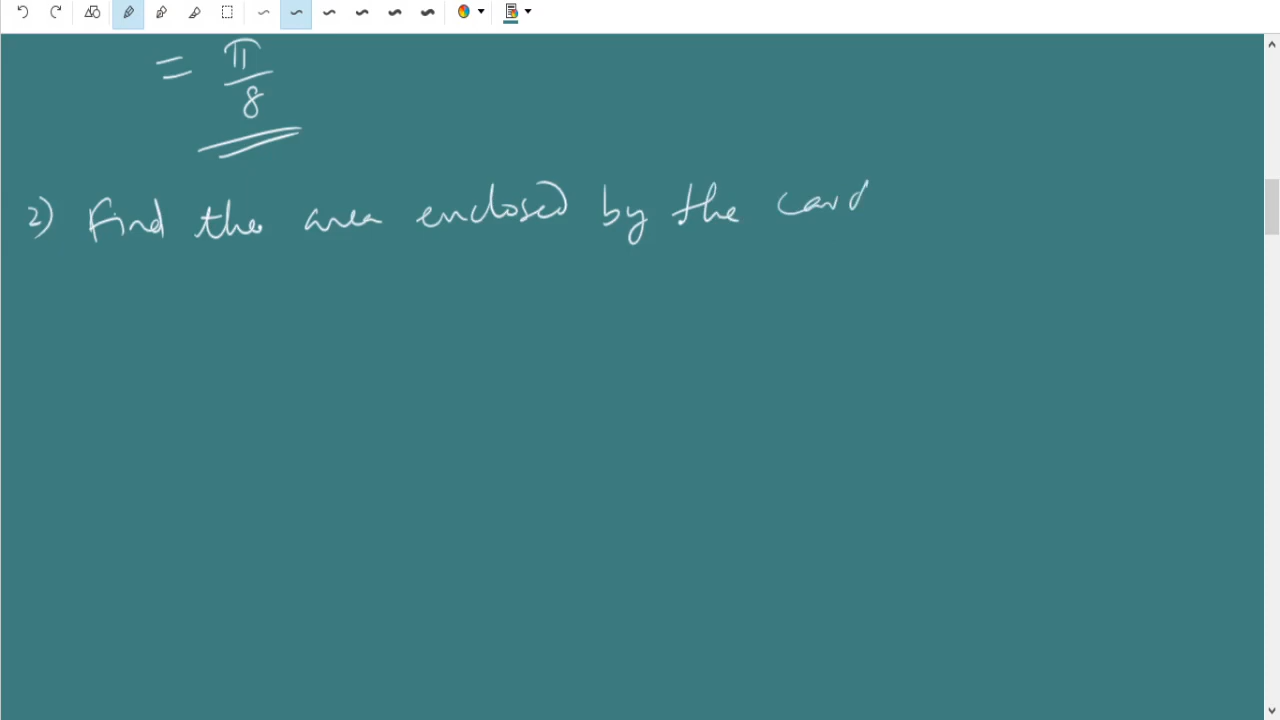 = π/8
2) Find the area enclosed by the card